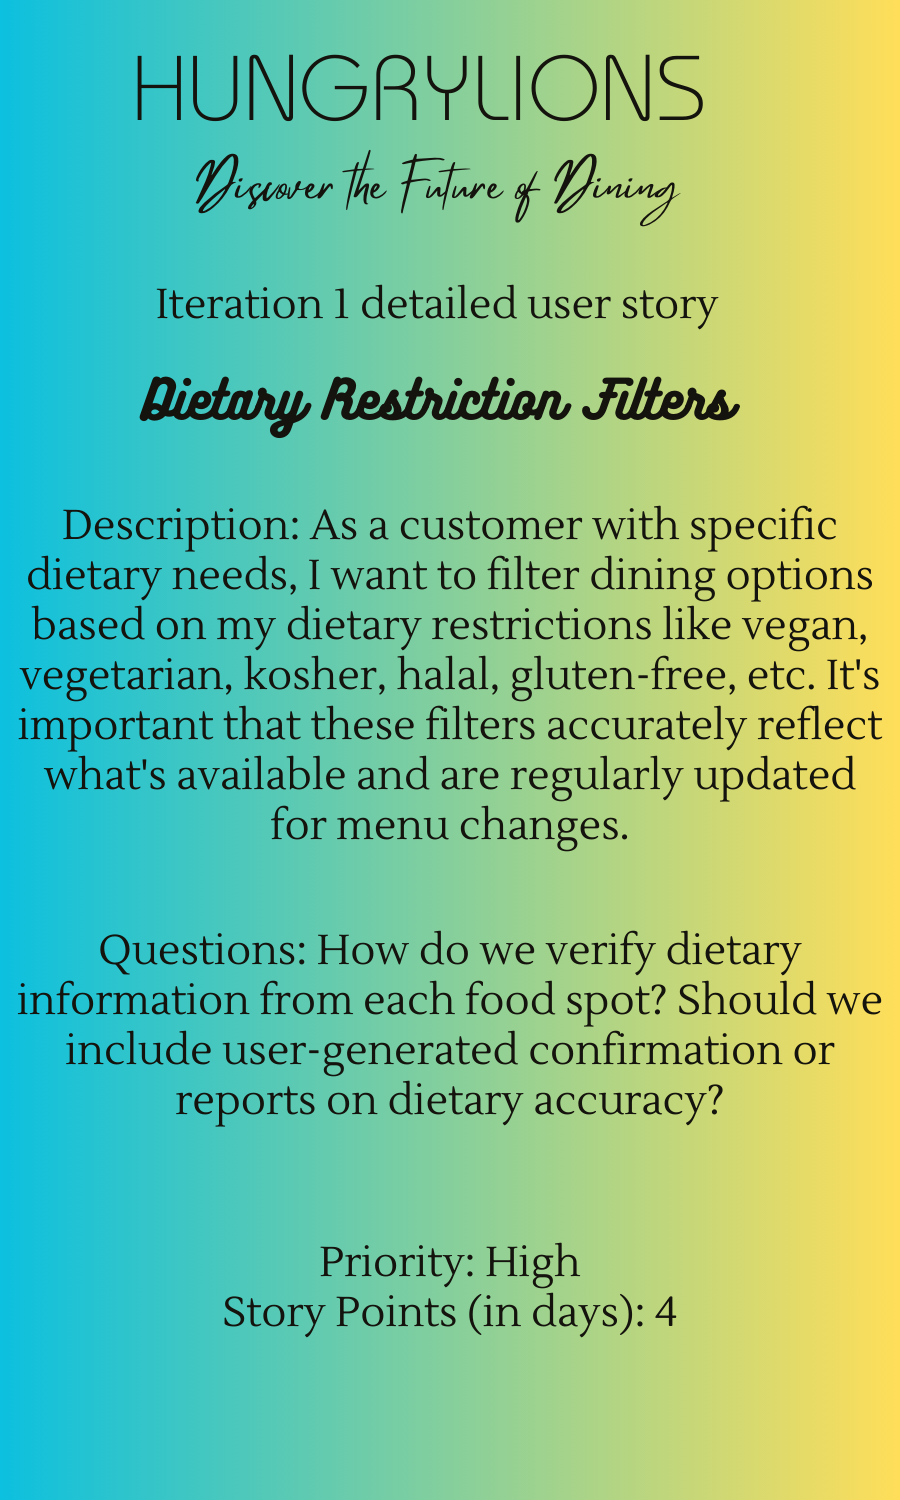 HUNGRYLIONS
Discover the Future of Dining
Iteration 1 detailed user story
Dietary Restriction Filters
Description: As a customer with specific
dietary needs, I want to filter dining options
based on my dietary restrictions like vegan,
vegetarian, kosher, halal, gluten-free, etc. It's
important that these filters accurately reflect
what's available and are regularly updated
for menu changes.
Questions: How do we verify dietary
information from each food spot? Should we
include user-generated confirmation or
reports on dietary accuracy?
Priority: High
Story Points (in days): 4